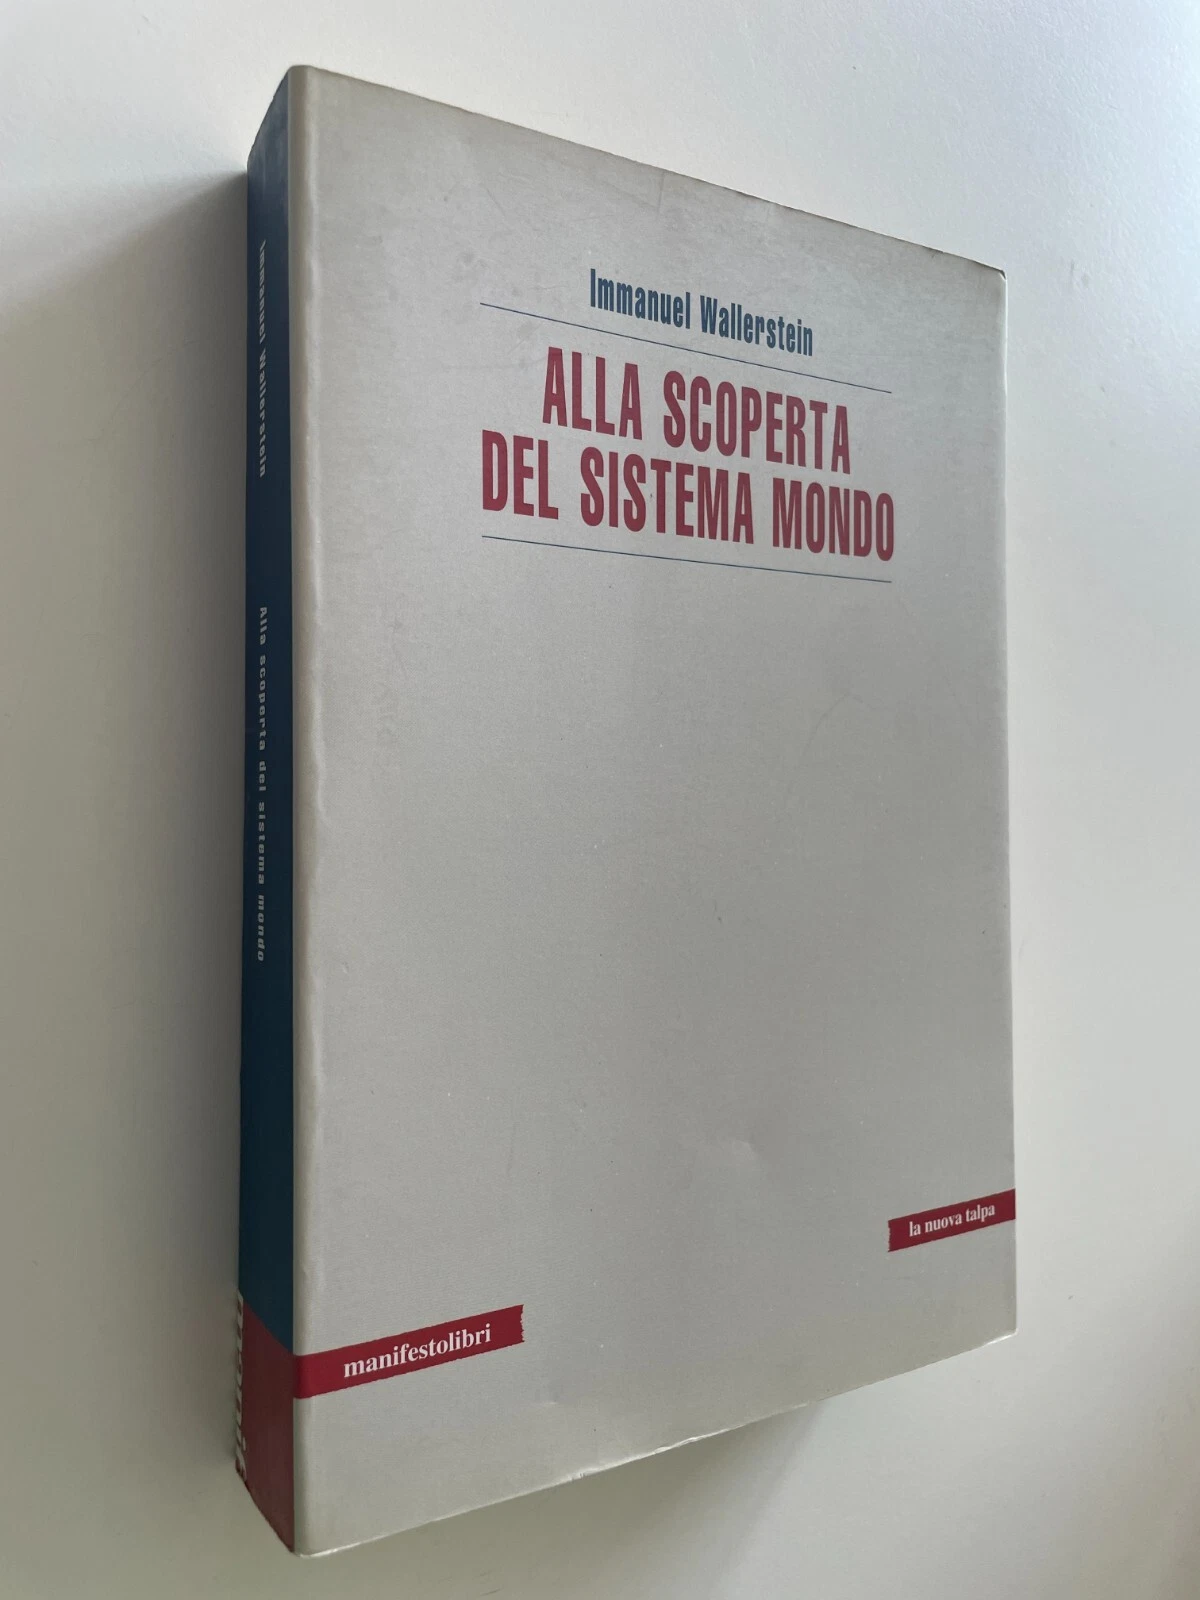 Immanuel Wallerstein
ALLA SCOPERTA
DEL SISTEMA MONDO
la nuova talpa
manifestolibri
Immanuel Wallerstein
Alla scoperta del sistema mondo